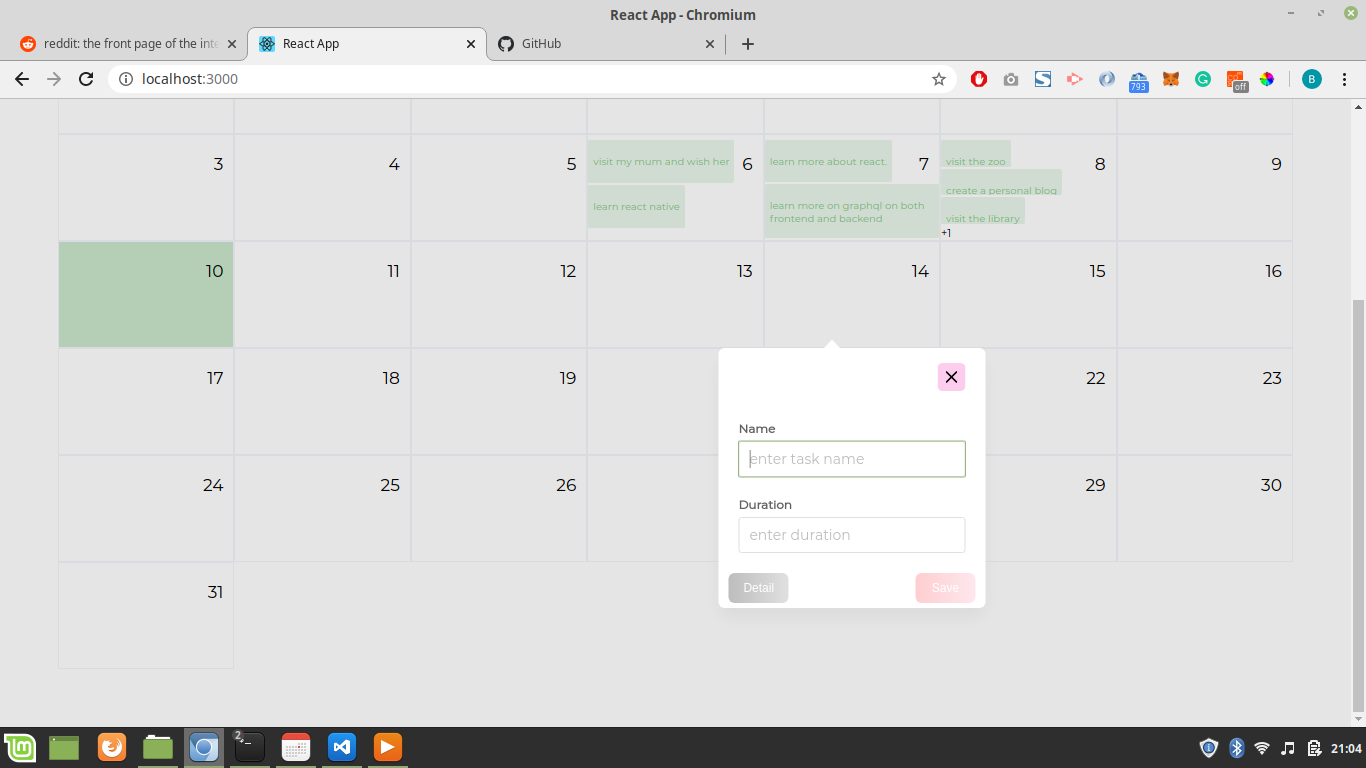 React App - Chromium
reddit: the front page of the inte
React App
GitHub
localhost:3000
793
off
B
3
4
5
visit my mum and wish her
6
learn react native
learn more about react.
7
learn more on graphql on both
frontend and backend
visit the zoo
8
create a personal blog
visit the library
+1
9
10
11
12
13
14
15
16
17
18
19
22
23
24
25
26
29
30
31
Name
enter task name
Duration
enter duration
Detail
Save
2
21:04